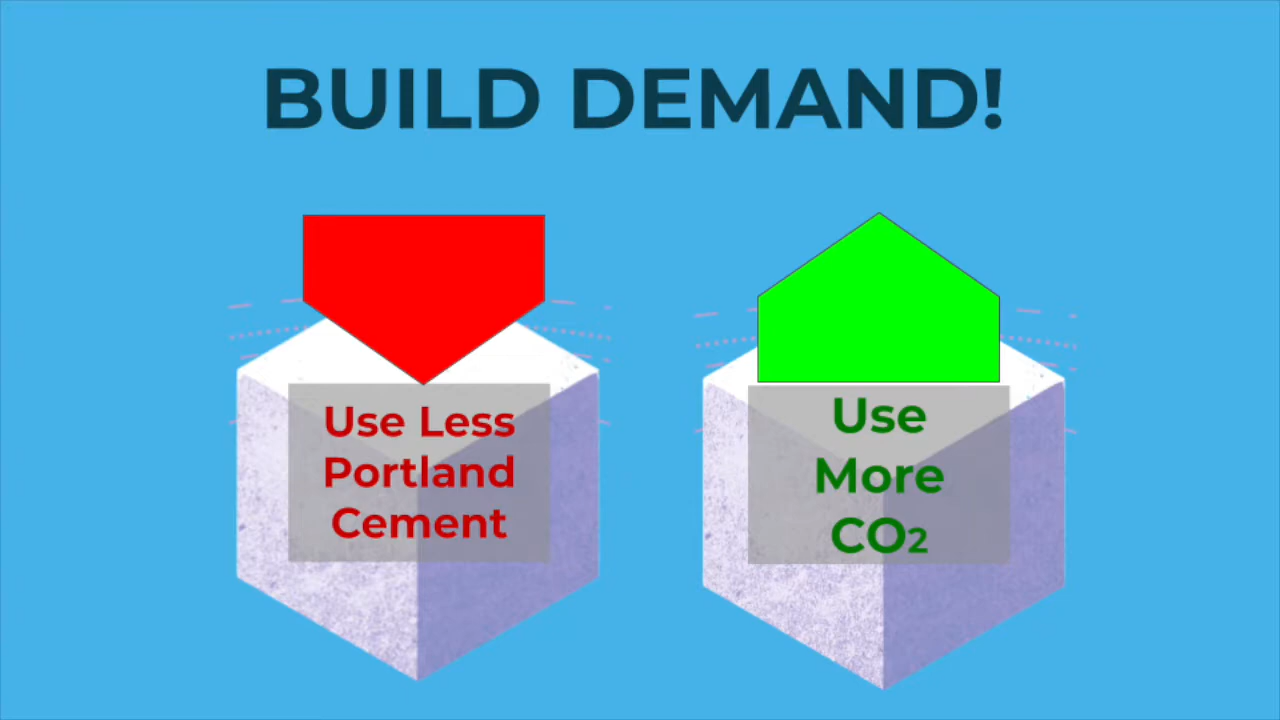 BUILD DEMAND!
Use Less
Portland
Cement
Use
More
CO2